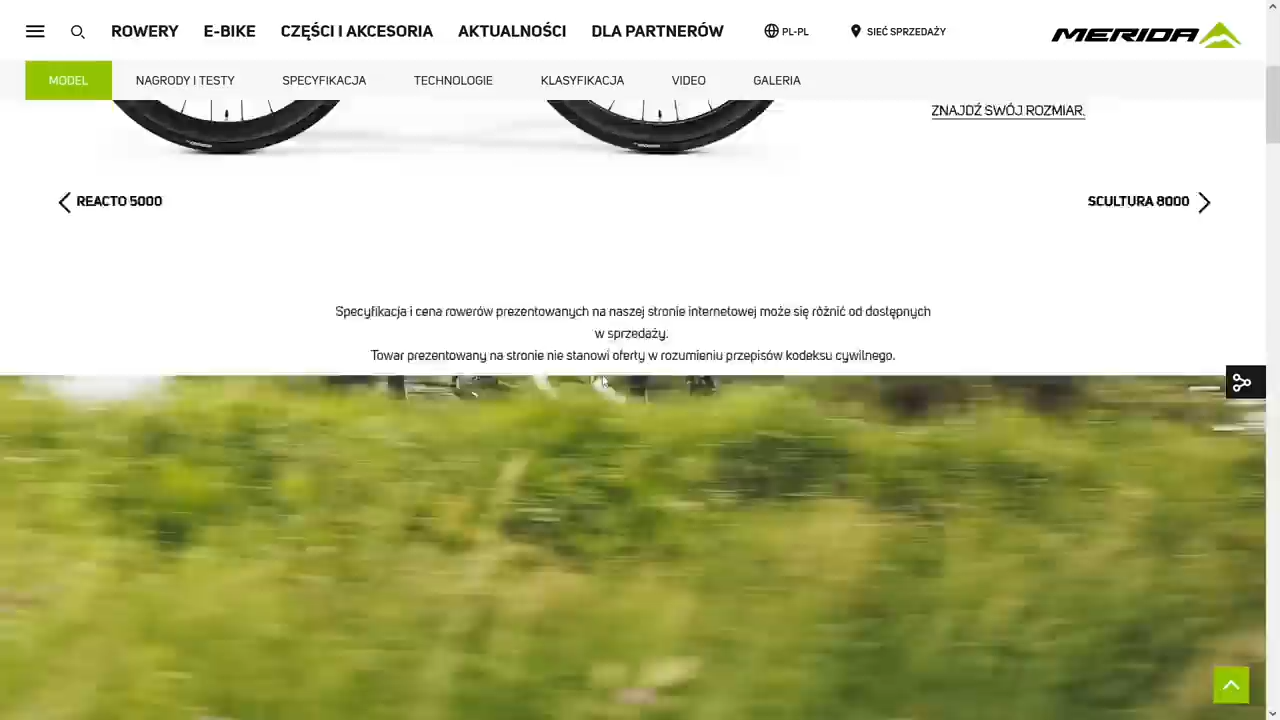 ROWERY E-BIKE CZĘŚCI I AKCESORIA AKTUALNOŚCI DLA PARTNERÓW PL-PL SIEĆ SPRZEDAŻY MERIDA
MODEL NAGRODY I TESTY SPECYFIKACJA TECHNOLOGIE KLASYFIKACJA VIDEO GALERIA
ZNAJDŹ SWÓJ ROZMIAR.
REACTO 5000 SCULTURA 8000
Specyfikacja i cena rowerów prezentowanych na naszej stronie internetowej może się różnić od dostępnych
w sprzedaży.
Towar prezentowany na stronie nie stanowi oferty w rozumieniu przepisów kodeksu cywilnego.